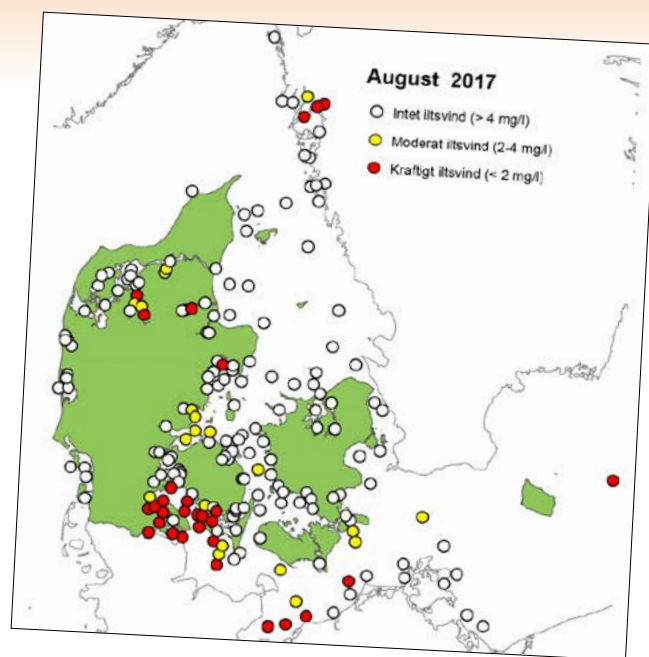 August 2017
Intet iltsvind (> 4 mg/l)
Moderat iltsvind (2-4 mg/l)
Kraftigt iltsvind (< 2 mg/l)